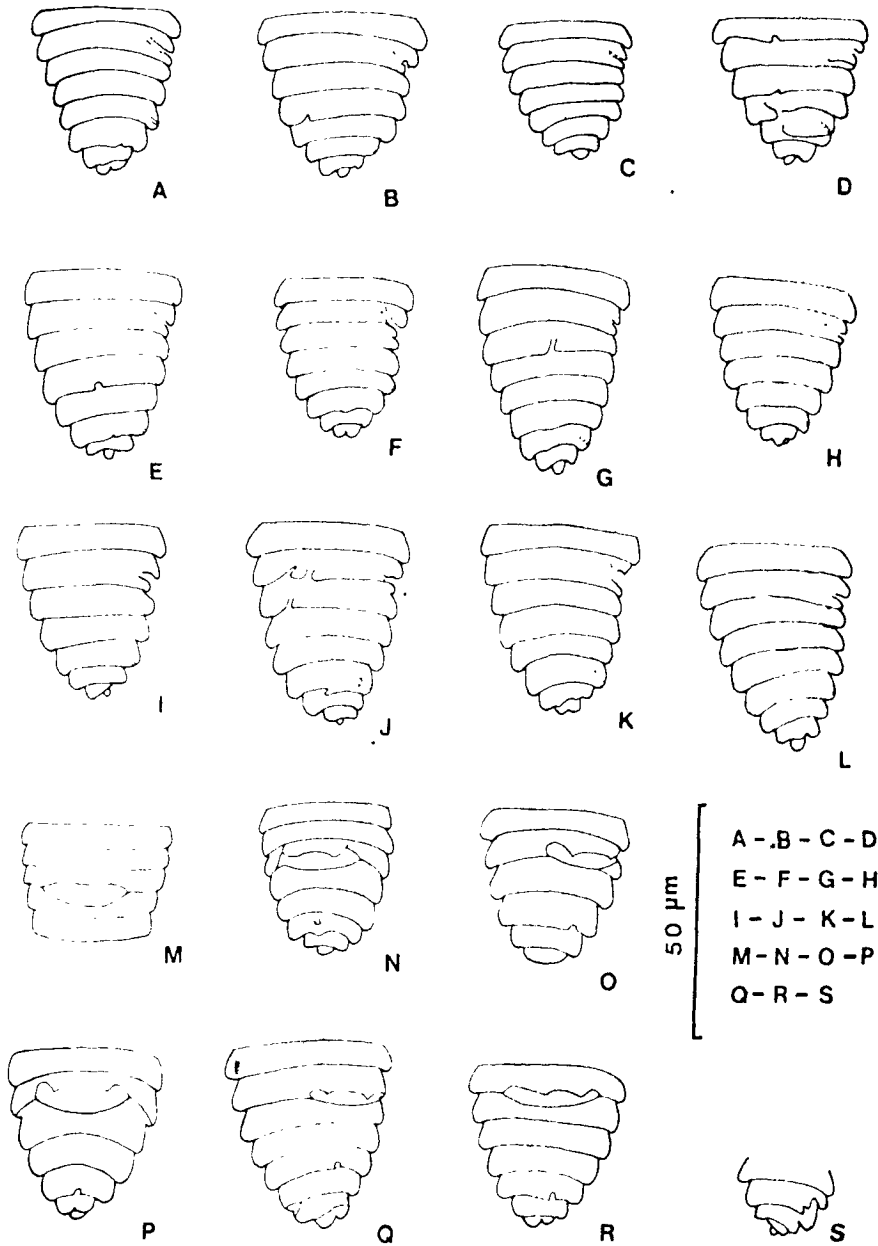 A
B
C
D
E
F
G
H
I
J
K
L
M
N
O
50 µm
A - B - C - D
E - F - G - H
I - J - K - L
M - N - O - P
Q - R - S
P
Q
R
S